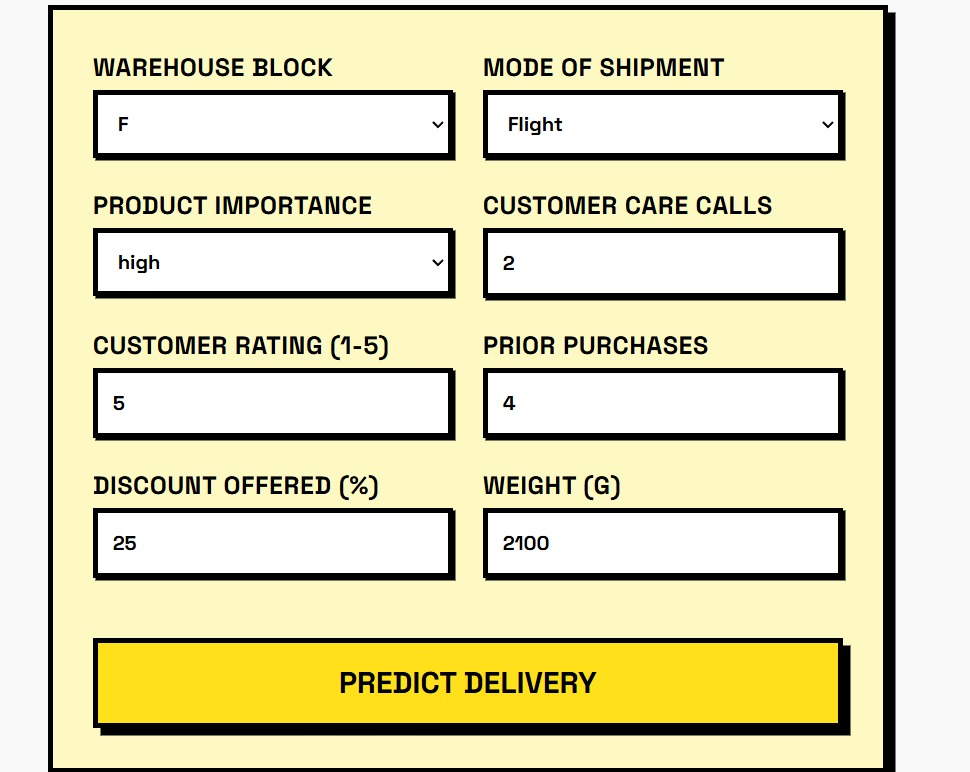 WAREHOUSE BLOCK
MODE OF SHIPMENT
F
Flight
PRODUCT IMPORTANCE
CUSTOMER CARE CALLS
high
2
CUSTOMER RATING (1-5)
PRIOR PURCHASES
5
4
DISCOUNT OFFERED (%)
WEIGHT (G)
25
2100
PREDICT DELIVERY